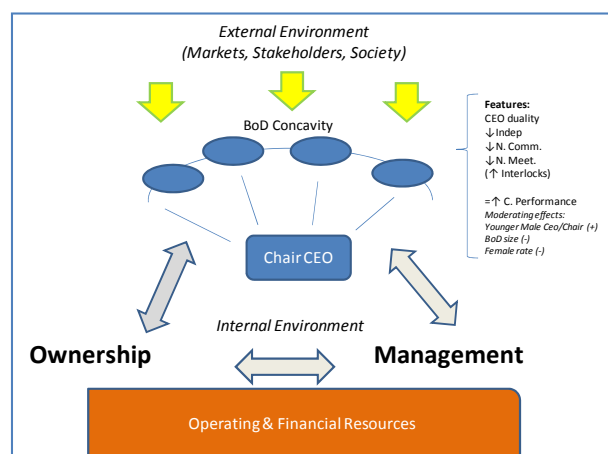 External Environment
(Markets, Stakeholders, Society)
BoD Concavity
Features:
CEO duality
↓Indep
↓N. Comm.
↓N. Meet.
(↑ Interlocks)
=↑ C. Performance
Moderating effects:
Younger Male Ceo/Chair (+)
BoD size (-)
Female rate (-)
Chair CEO
Internal Environment
Ownership
Management
Operating & Financial Resources